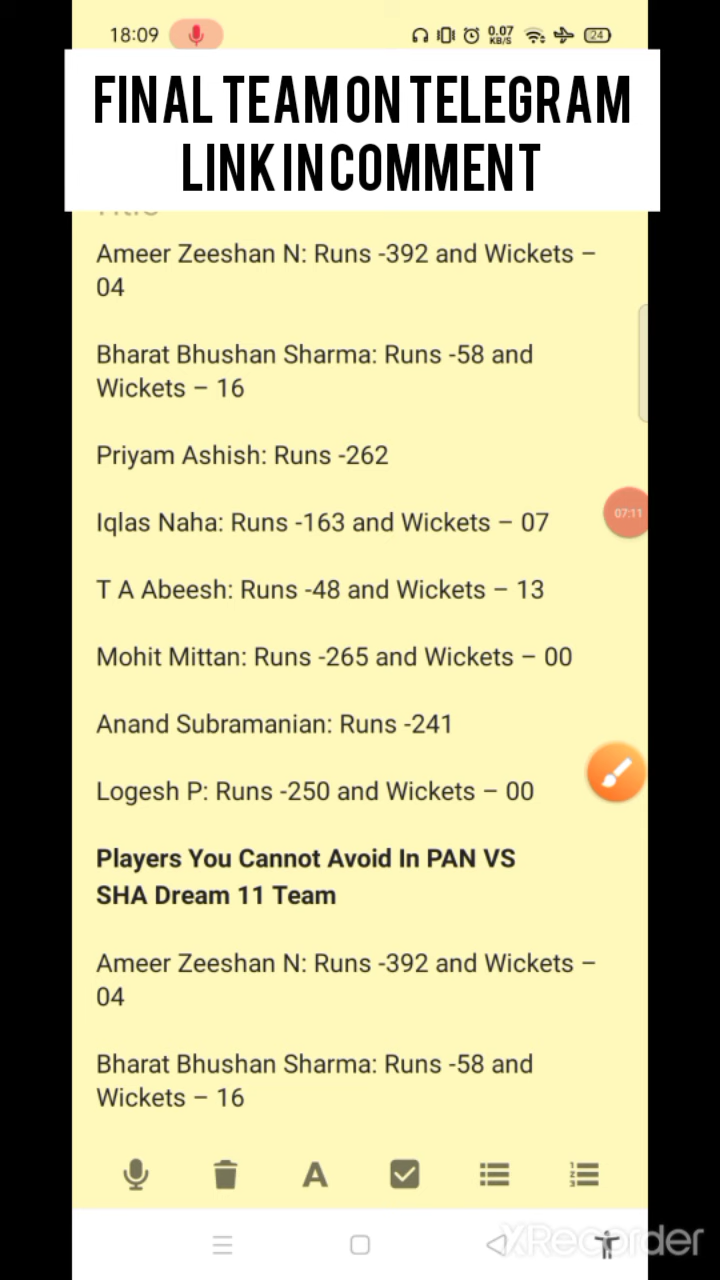 18:09
0.07
KB/S
24
FINAL TEAM ON TELEGRAM
LINK IN COMMENT
Ameer Zeeshan N: Runs -392 and Wickets –
04
Bharat Bhushan Sharma: Runs -58 and
Wickets – 16
Priyam Ashish: Runs -262
Iqlas Naha: Runs -163 and Wickets – 07
07:11
T A Abeesh: Runs -48 and Wickets – 13
Mohit Mittan: Runs -265 and Wickets – 00
Anand Subramanian: Runs -241
Logesh P: Runs -250 and Wickets – 00
Players You Cannot Avoid In PAN VS
SHA Dream 11 Team
Ameer Zeeshan N: Runs -392 and Wickets –
04
Bharat Bhushan Sharma: Runs -58 and
Wickets – 16
A
XRecorder